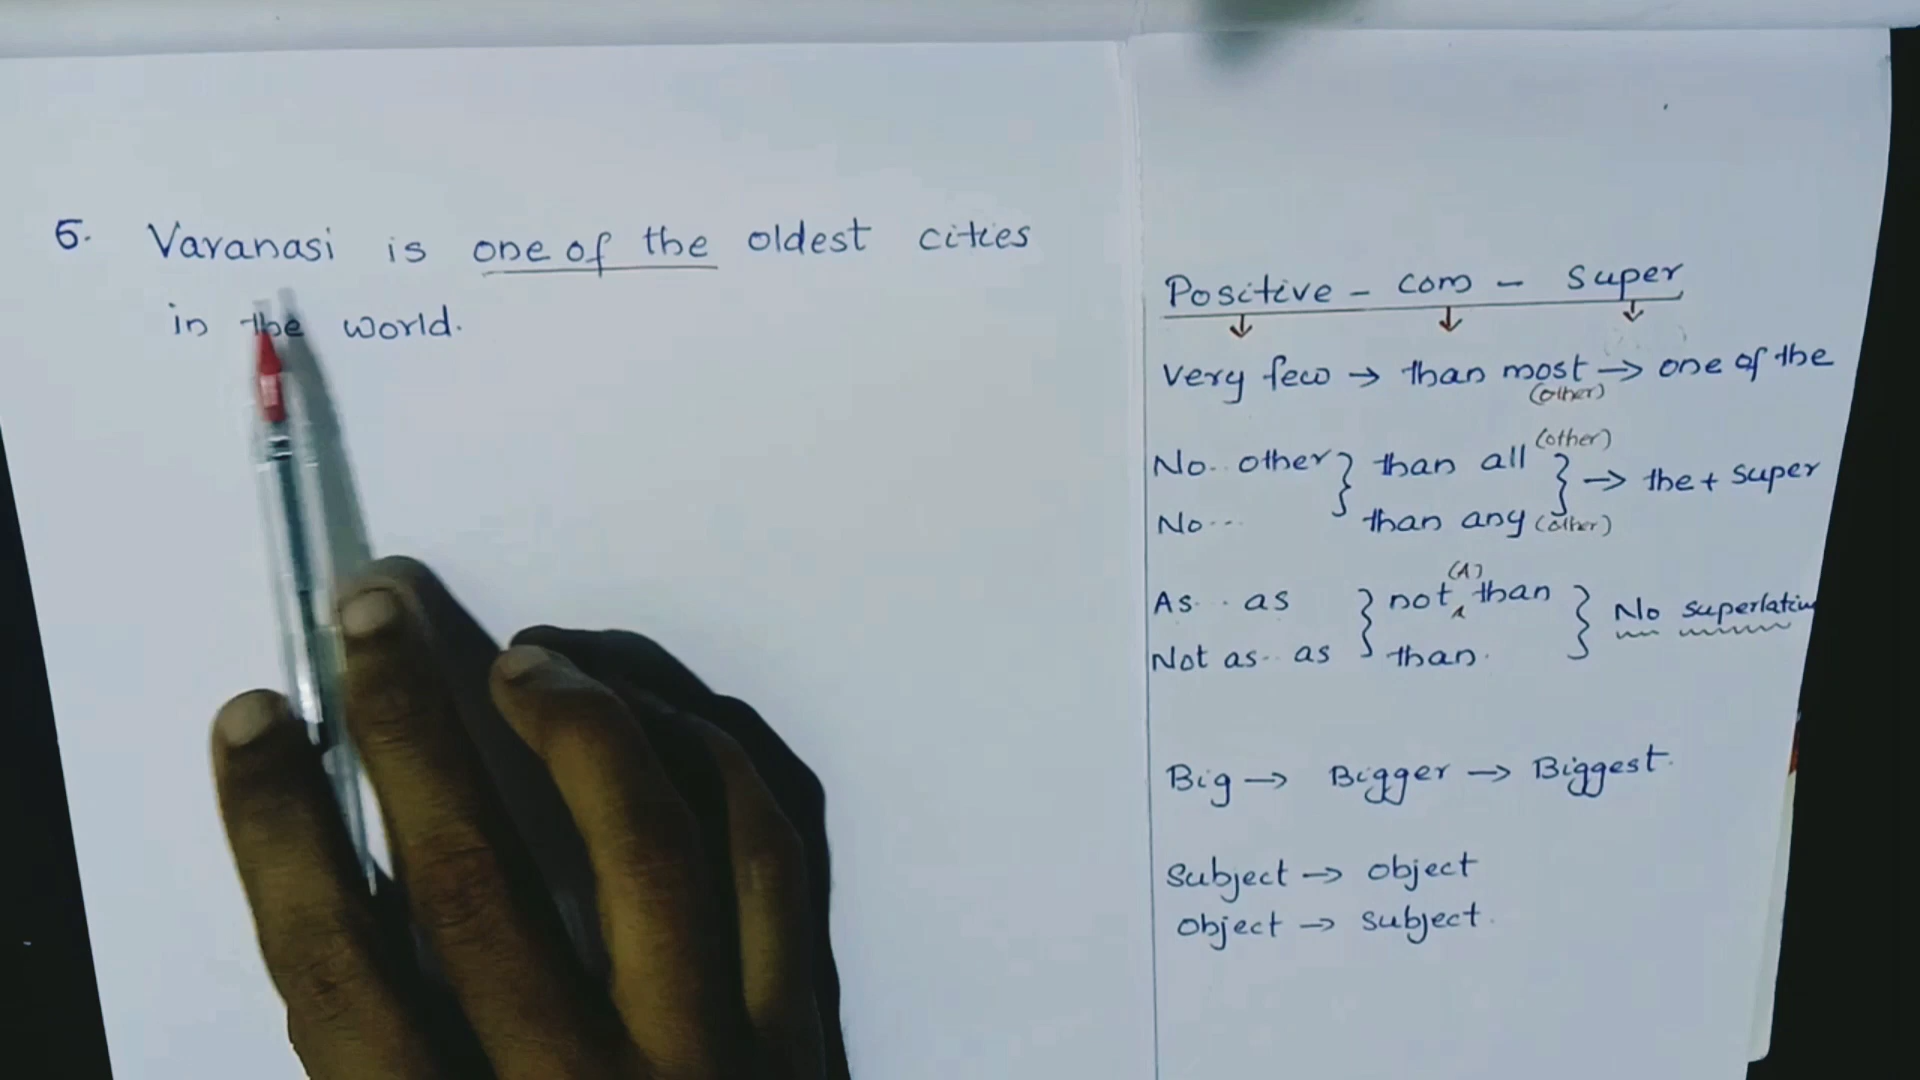 5. Varanasi is one of the oldest cities
in the world.
Positive - com - super
very few → than most → one of the
(other)
(other)
No.. other } than all } → the + super
No... than any (other)
(A)
As.. as } not ‸ than } No superlative
Not as.. as than.
Big → Bigger → Biggest.
subject → object
object → subject.